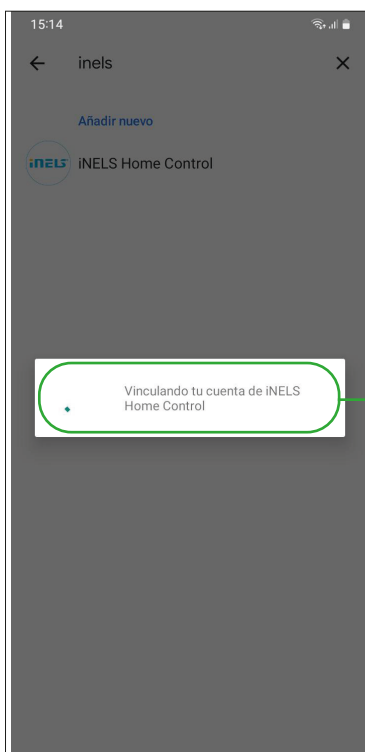 15:14
inels
Añadir nuevo
iNELS
iNELS Home Control
Vinculando tu cuenta de iNELS
Home Control